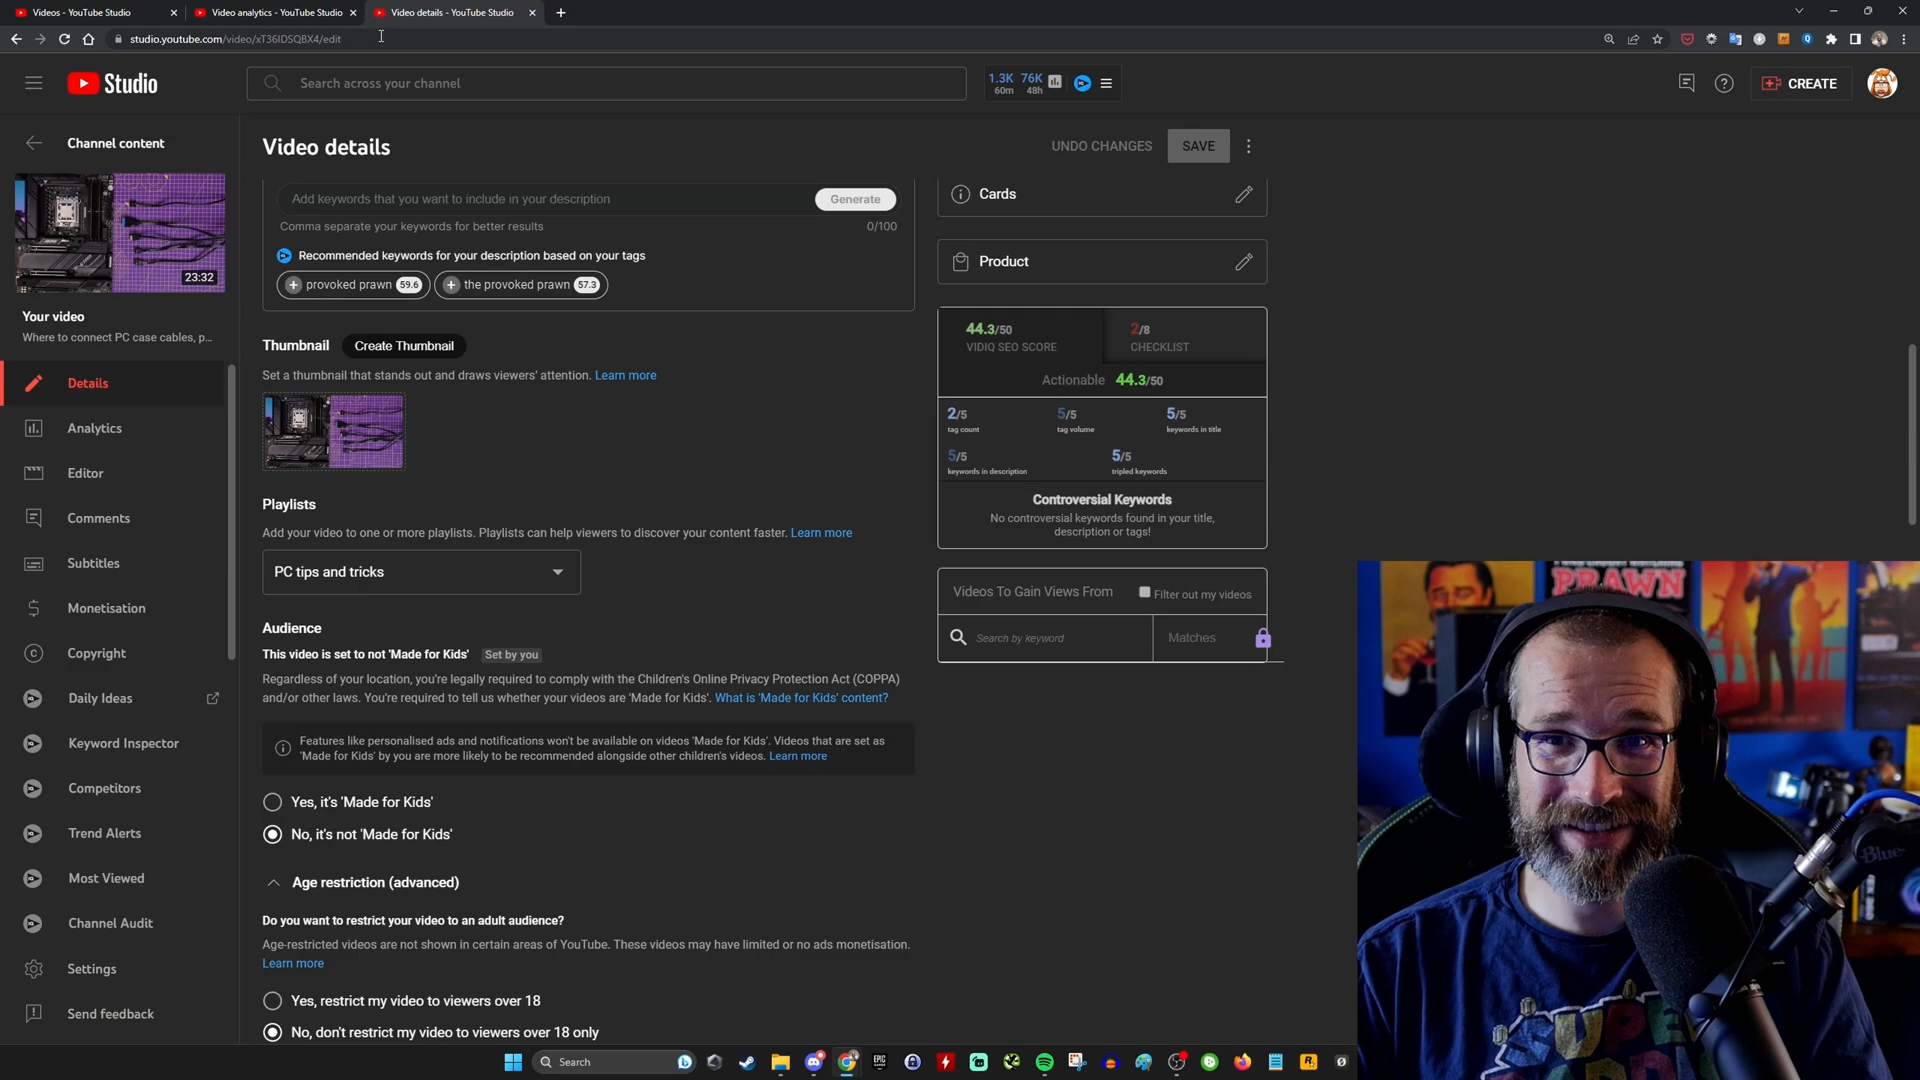 Videos - YouTube Studio
Video analytics - YouTube Studio
Video details - YouTube Studio
studio.youtube.com/video/xT36IDSQBX4/edit
Studio
Search across your channel
1.3K 76K
60m 48h
CREATE
Channel content
23:32
Your video
Where to connect PC case cables, p...
Details
Analytics
Editor
Comments
Subtitles
Monetisation
Copyright
Daily Ideas
Keyword Inspector
Competitors
Trend Alerts
Most Viewed
Channel Audit
Settings
Send feedback
Video details
UNDO CHANGES
SAVE
Add keywords that you want to include in your description
Generate
Comma separate your keywords for better results
0/100
Recommended keywords for your description based on your tags
provoked prawn 59.6
the provoked prawn 57.3
Thumbnail
Create Thumbnail
Set a thumbnail that stands out and draws viewers' attention. Learn more
Playlists
Add your video to one or more playlists. Playlists can help viewers to discover your content faster. Learn more
PC tips and tricks
Audience
This video is set to not 'Made for Kids'
Set by you
Regardless of your location, you're legally required to comply with the Children's Online Privacy Protection Act (COPPA)
and/or other laws. You're required to tell us whether your videos are 'Made for Kids'. What is 'Made for Kids' content?
Features like personalised ads and notifications won't be available on videos 'Made for Kids'. Videos that are set as
'Made for Kids' by you are more likely to be recommended alongside other children's videos. Learn more
Yes, it's 'Made for Kids'
No, it's not 'Made for Kids'
Age restriction (advanced)
Do you want to restrict your video to an adult audience?
Age-restricted videos are not shown in certain areas of YouTube. These videos may have limited or no ads monetisation.
Learn more
Yes, restrict my video to viewers over 18
No, don't restrict my video to viewers over 18 only
Cards
Product
44.3/50
VIDIQ SEO SCORE
2/8
CHECKLIST
Actionable 44.3/50
2/5
tag count
5/5
tag volume
5/5
keywords in title
5/5
keywords in description
5/5
tripled keywords
Controversial Keywords
No controversial keywords found in your title,
description or tags!
Videos To Gain Views From
Filter out my videos
Search by keyword
Matches
PRAWN
Blue
SUPER
Search
EPIC